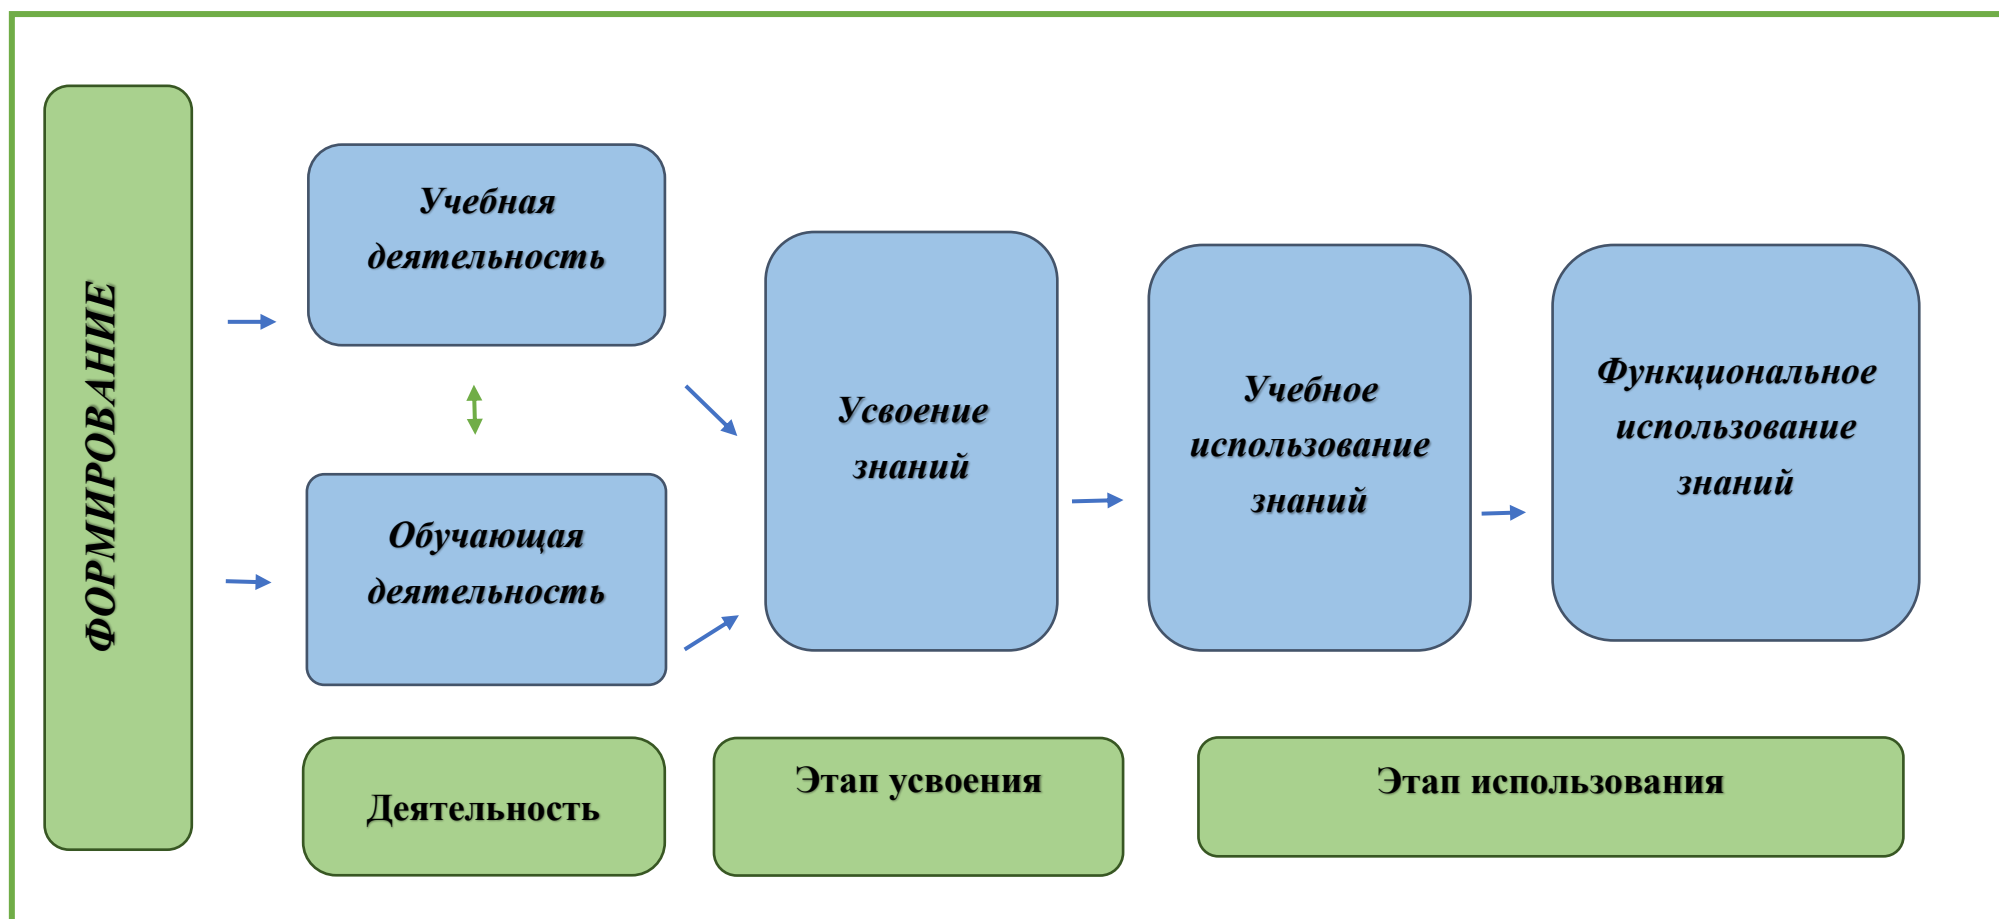 ФОРМИРОВАНИЕ
Учебная
деятельность
Обучающая
деятельность
Усвоение
знаний
Учебное
использование
знаний
Функциональное
использование
знаний
Деятельность
Этап усвоения
Этап использования